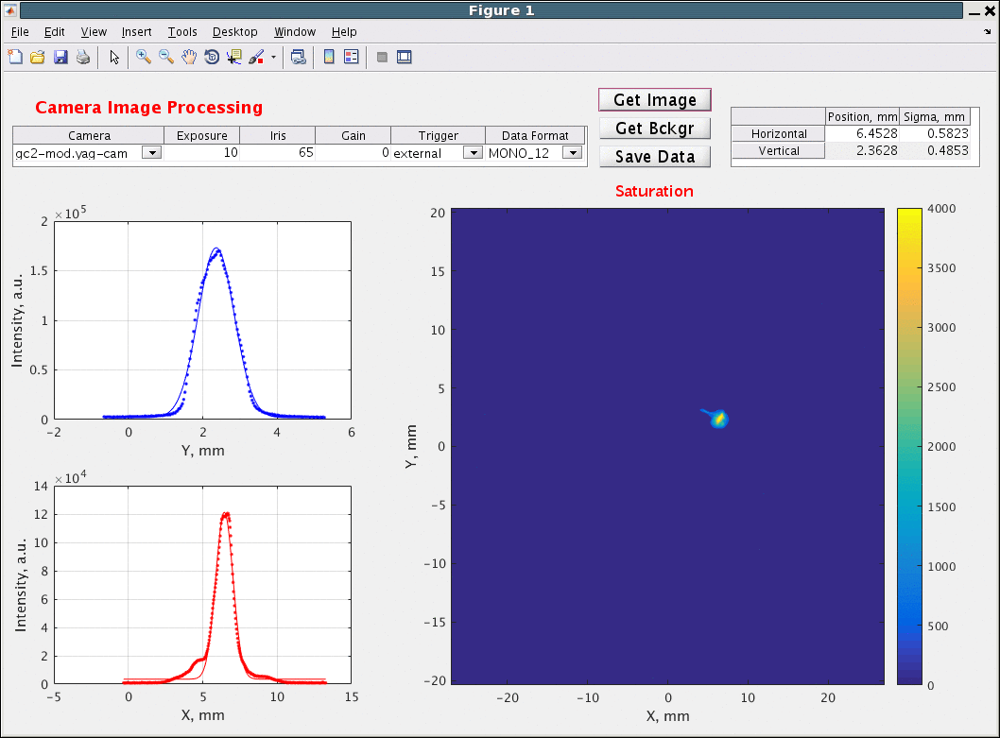 Figure 1
File Edit View Insert Tools Desktop Window Help
Camera Image Processing
Camera Exposure Iris Gain Trigger Data Format
gc2-mod.yag-cam 10 65 0 external MONO_12
Get Image
Get Bckgr
Save Data
Position, mm Sigma, mm
Horizontal 6.4528 0.5823
Vertical 2.3628 0.4853
Saturation
×10^5
2
1.5
1
0.5
0
Intensity, a.u.
-2 0 2 4 6
Y, mm
×10^4
14
12
10
8
6
4
2
0
Intensity, a.u.
-5 0 5 10 15
X, mm
20
15
10
5
0
-5
-10
-15
-20
Y, mm
-20 -10 0 10 20
X, mm
4000
3500
3000
2500
2000
1500
1000
500
0